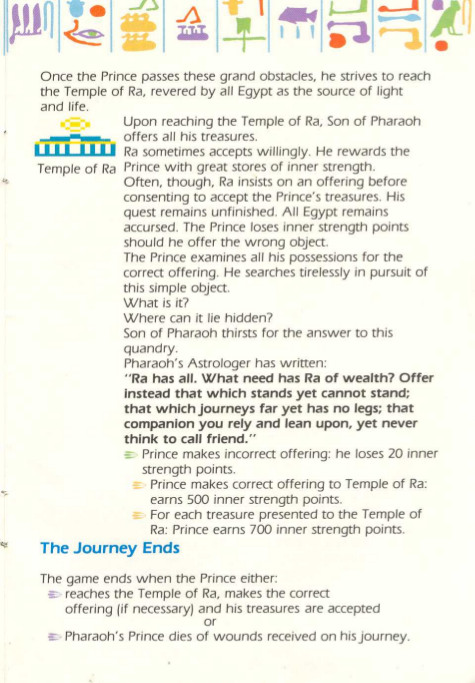 Once the Prince passes these grand obstacles, he strives to reach
the Temple of Ra, revered by all Egypt as the source of light
and life.
Upon reaching the Temple of Ra, Son of Pharaoh
offers all his treasures.
Ra sometimes accepts willingly. He rewards the
Temple of Ra
Prince with great stores of inner strength.
Often, though, Ra insists on an offering before
consenting to accept the Prince's treasures. His
quest remains unfinished. All Egypt remains
accursed. The Prince loses inner strength points
should he offer the wrong object.
The Prince examines all his possessions for the
correct offering. He searches tirelessly in pursuit of
this simple object.
What is it?
Where can it lie hidden?
Son of Pharaoh thirsts for the answer to this
quandry.
Pharaoh's Astrologer has written:
"Ra has all. What need has Ra of wealth? Offer
instead that which stands yet cannot stand;
that which journeys far yet has no legs; that
companion you rely and lean upon, yet never
think to call friend."
Prince makes incorrect offering: he loses 20 inner
strength points.
Prince makes correct offering to Temple of Ra:
earns 500 inner strength points.
For each treasure presented to the Temple of
Ra: Prince earns 700 inner strength points.
The Journey Ends
The game ends when the Prince either:
reaches the Temple of Ra, makes the correct
offering (if necessary) and his treasures are accepted
or
Pharaoh's Prince dies of wounds received on his journey.